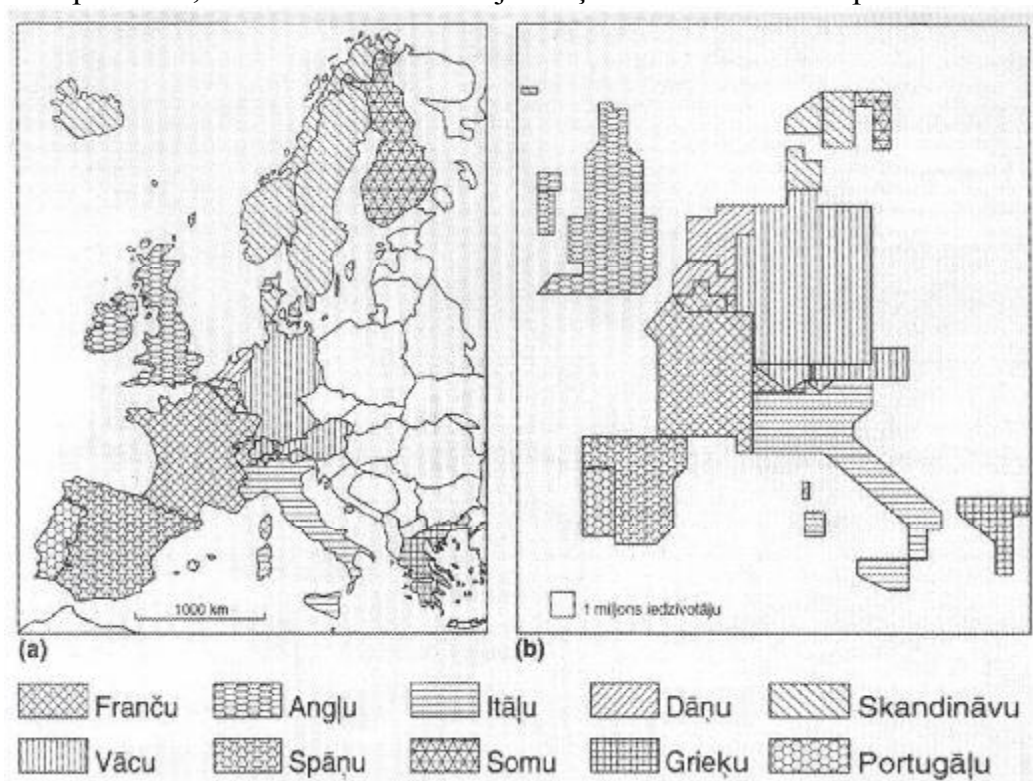 1000 km
1 miljons iedzīvotāju
(a) (b)
Franču Angļu Itāļu Dāņu Skandināvu
Vācu Spāņu Somu Grieķu Portugāļu